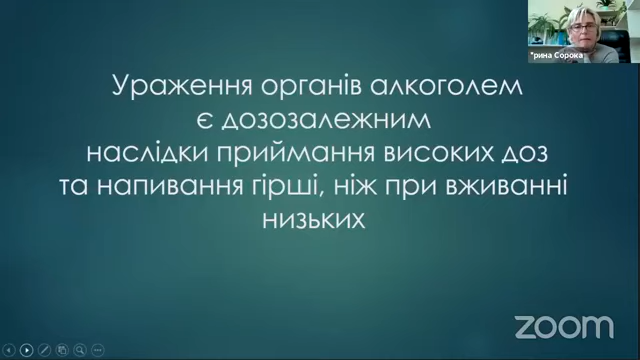 *рина Сорока
Ураження органів алкоголем
є дозозалежним
наслідки приймання високих доз
та напивання гірші, ніж при вживанні
низьких
zoom